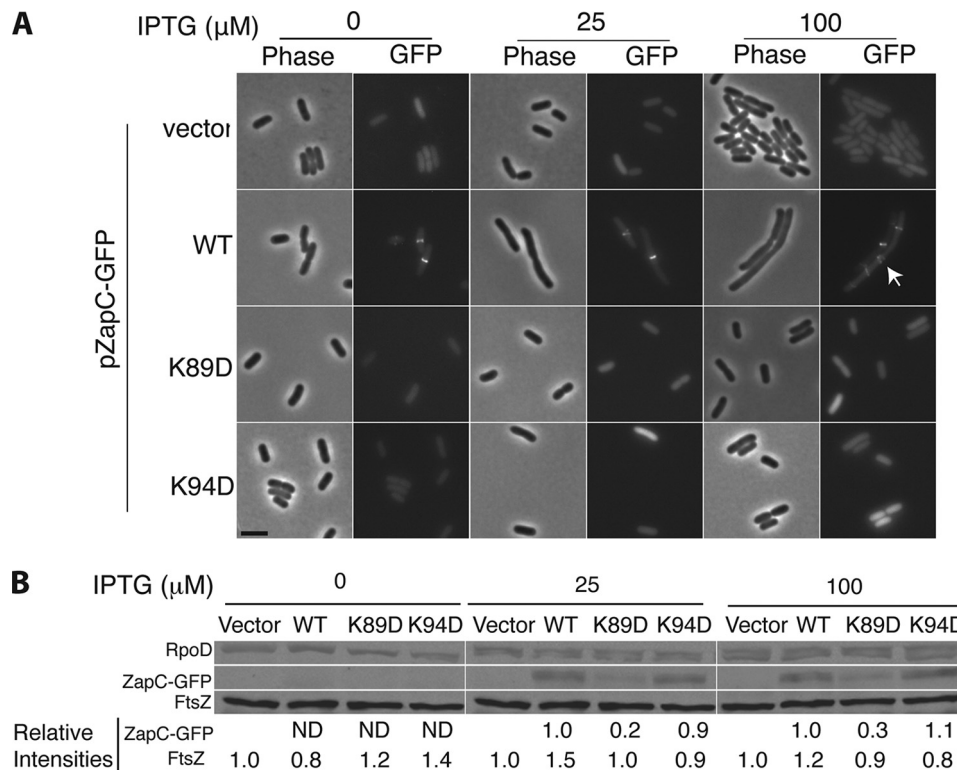 A
IPTG (μM) 0 25 100
Phase GFP Phase GFP Phase GFP
vector
WT
K89D
K94D
pZapC-GFP
B
IPTG (μM) 0 25 100
Vector WT K89D K94D Vector WT K89D K94D Vector WT K89D K94D
RpoD
ZapC-GFP
FtsZ
Relative Intensities
ZapC-GFP ND ND ND 1.0 0.2 0.9 1.0 0.3 1.1
FtsZ 1.0 0.8 1.2 1.4 1.0 1.5 1.0 0.9 1.0 1.2 0.9 0.8